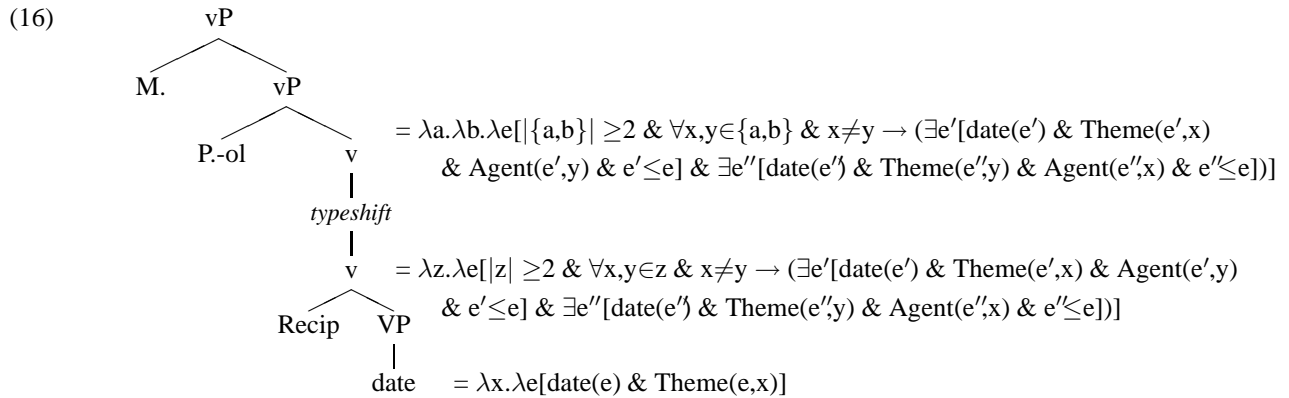 (16)
vP
M. vP
P.-ol v = λa.λb.λe[|{a,b}| ≥2 & ∀x,y∈{a,b} & x≠y → (∃e′[date(e′) & Theme(e′,x)
& Agent(e′,y) & e′≤e] & ∃e′′[date(e′′) & Theme(e′′,y) & Agent(e′′,x) & e′′≤e])]
typeshift
v = λz.λe[|z| ≥2 & ∀x,y∈z & x≠y → (∃e′[date(e′) & Theme(e′,x) & Agent(e′,y)
& e′≤e] & ∃e′′[date(e′′) & Theme(e′′,y) & Agent(e′′,x) & e′′≤e])]
Recip VP
date = λx.λe[date(e) & Theme(e,x)]